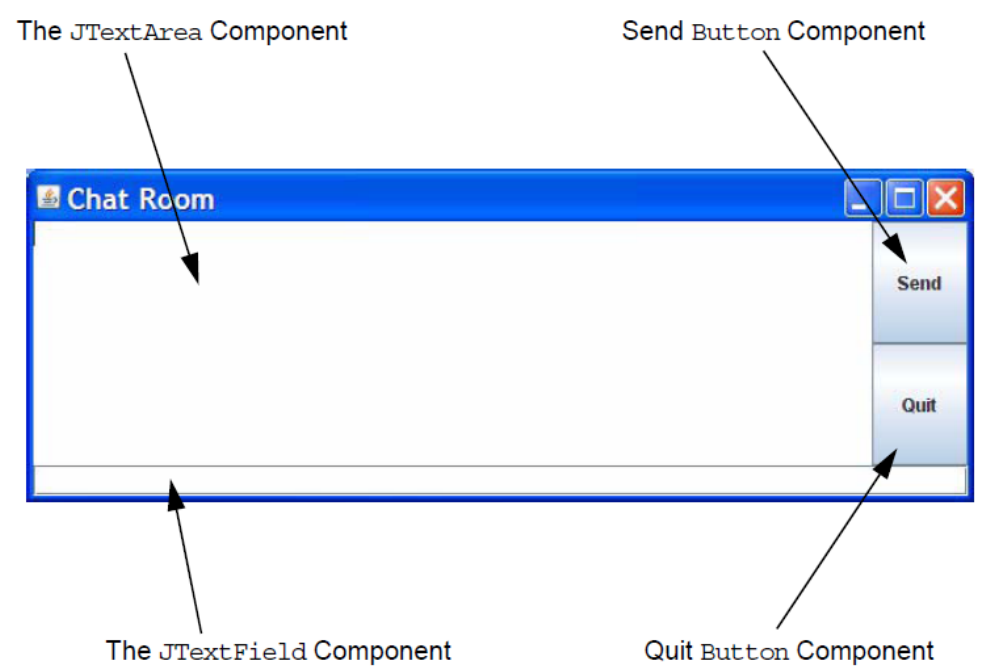 The JTextArea Component
Send Button Component
Chat Room
Send
Quit
The JTextField Component
Quit Button Component